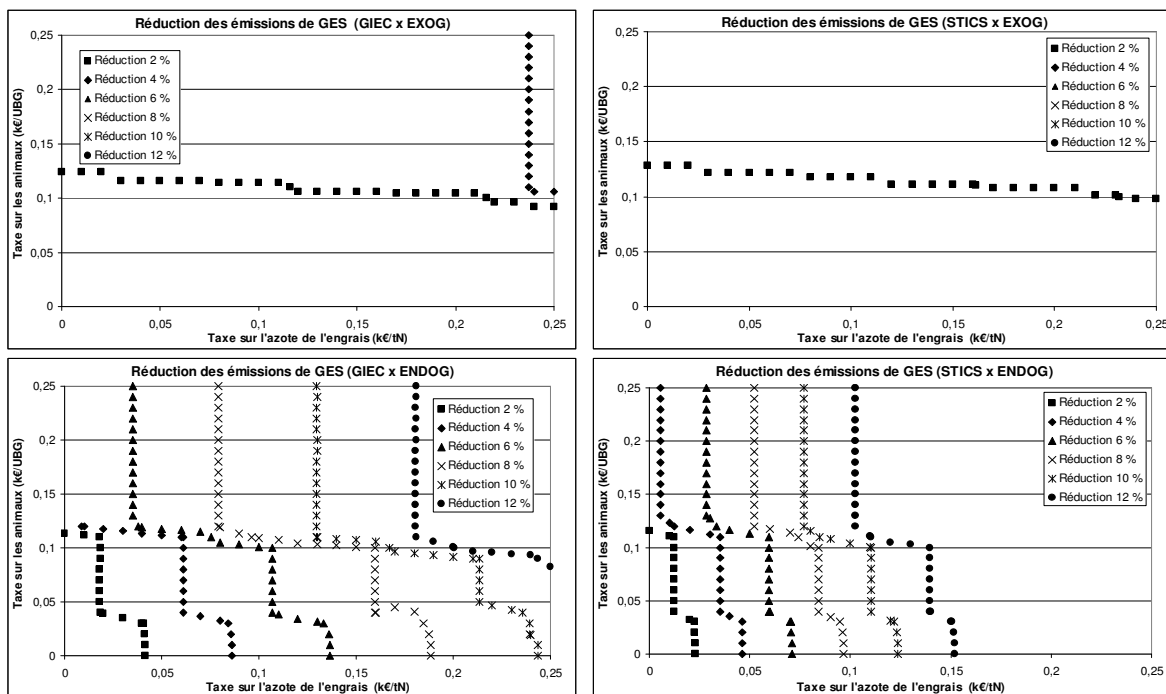 Réduction des émissions de GES (GIEC x EXOG)
Taxe sur les animaux (k€/UBG)
0,25
0,2
0,15
0,1
0,05
0
Réduction 2 %
Réduction 4 %
Réduction 6 %
Réduction 8 %
Réduction 10 %
Réduction 12 %
0 0,05 0,1 0,15 0,2 0,25
Taxe sur l'azote de l'engrais (k€/tN)
Réduction des émissions de GES (STICS x EXOG)
Taxe sur les animaux (k€/UBG)
0,25
0,2
0,15
0,1
0,05
0
Réduction 2 %
Réduction 4 %
Réduction 6 %
Réduction 8 %
Réduction 10 %
Réduction 12 %
0 0,05 0,1 0,15 0,2 0,25
Taxe sur l'azote de l'engrais (k€/tN)
Réduction des émissions de GES (GIEC x ENDOG)
Taxe sur les animaux (k€/UBG)
0,25
0,2
0,15
0,1
0,05
0
Réduction 2 %
Réduction 4 %
Réduction 6 %
Réduction 8 %
Réduction 10 %
Réduction 12 %
0 0,05 0,1 0,15 0,2 0,25
Taxe sur l'azote de l'engrais (k€/tN)
Réduction des émissions de GES (STICS x ENDOG)
Taxe sur les animaux (k€/UBG)
0,25
0,2
0,15
0,1
0,05
0
Réduction 2 %
Réduction 4 %
Réduction 6 %
Réduction 8 %
Réduction 10 %
Réduction 12 %
0 0,05 0,1 0,15 0,2 0,25
Taxe sur l'azote de l'engrais (k€/tN)